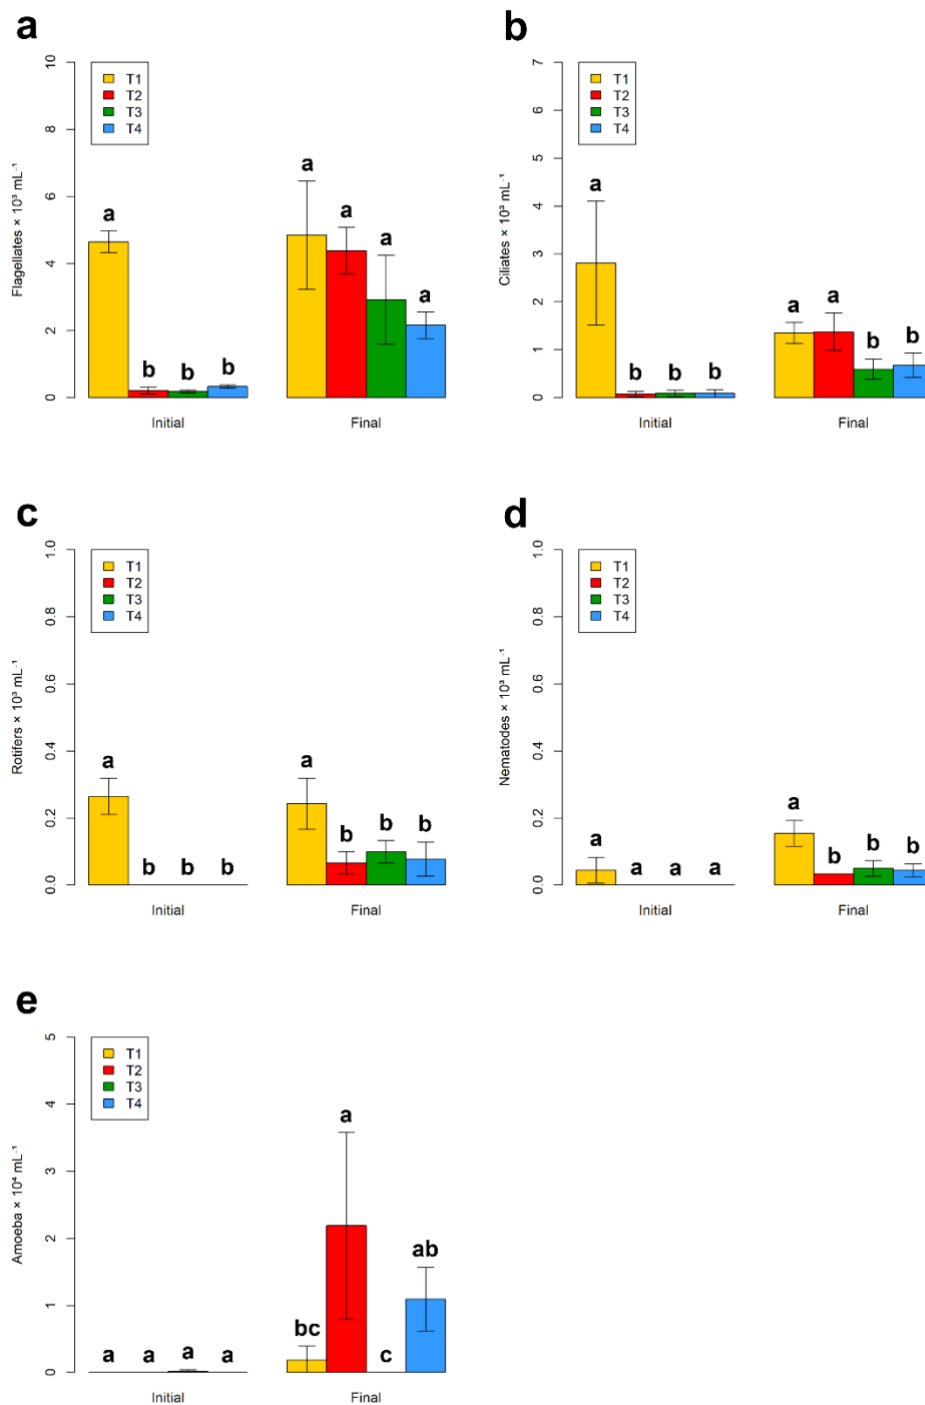 a
Flagellates × 10³ mL⁻¹
0 2 4 6 8 10
T1
T2
T3
T4
a b b b
a a a a
Initial Final
b
Ciliates × 10³ mL⁻¹
0 1 2 3 4 5 6 7
T1
T2
T3
T4
a b b b
a a b b
Initial Final
c
Rotifers × 10³ mL⁻¹
0.0 0.2 0.4 0.6 0.8 1.0
T1
T2
T3
T4
a b b b
a b b b
Initial Final
d
Nematodes × 10³ mL⁻¹
0.0 0.2 0.4 0.6 0.8 1.0
T1
T2
T3
T4
a a a a
a b b b
Initial Final
e
Amoeba × 10⁴ mL⁻¹
0 1 2 3 4 5
T1
T2
T3
T4
a a a a
bc a c ab
Initial Final